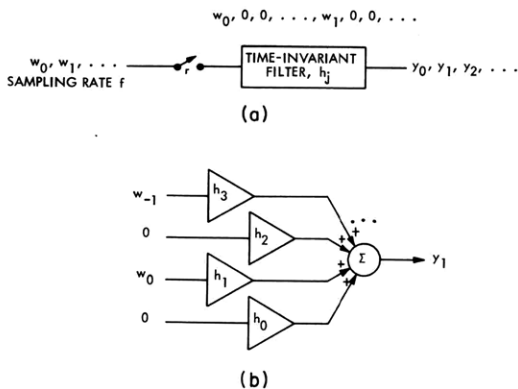 w₀, 0, 0, . . . . , w₁, 0, 0, . . .
w₀, w₁, . . . .
SAMPLING RATE f
r
TIME-INVARIANT
FILTER, hⱼ
y₀, y₁, y₂, . . .
(a)
w₋₁
h₃
. . .
+
0
h₂
+
Σ
y₁
w₀
h₁
+
+
0
h₀
(b)